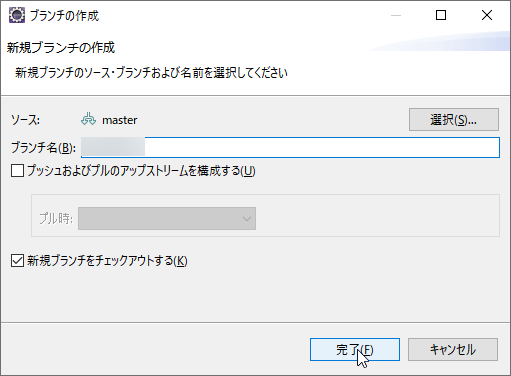 ブランチの作成
新規ブランチの作成
新規ブランチのソース・ブランチおよび名前を選択してください
ソース: master 選択(S)...
ブランチ名(B):
プッシュおよびプルのアップストリームを構成する(U)
プル時:
新規ブランチをチェックアウトする(K)
完了(F) キャンセル